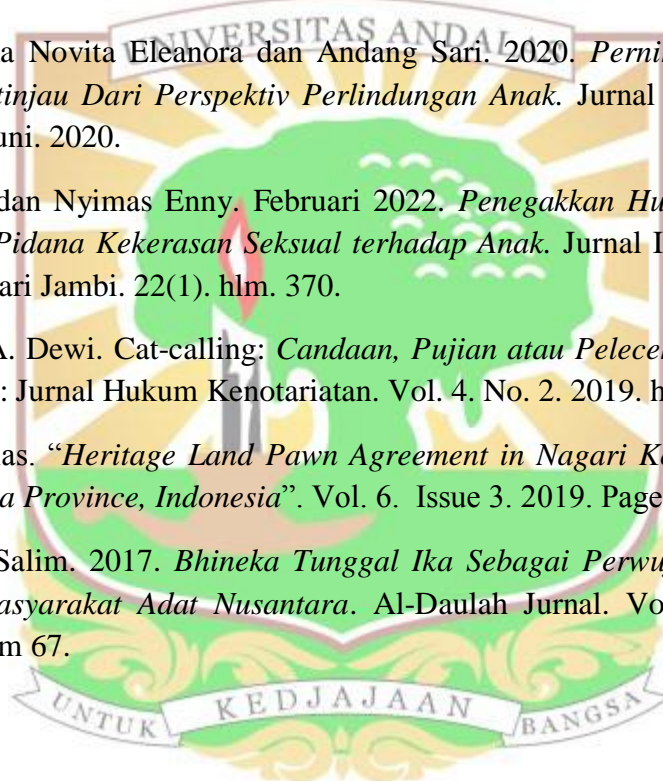 UNIVERSITAS ANDALA
a Novita Eleanora dan Andang Sari. 2020. Perni
tinjau Dari Perspektiv Perlindungan Anak. Jurnal
uni. 2020.
dan Nyimas Enny. Februari 2022. Penegakkan Hu
Pidana Kekerasan Seksual terhadap Anak. Jurnal I
ari Jambi. 22(1). hlm. 370.
A. Dewi. Cat-calling: Candaan, Pujian atau Pelece
: Jurnal Hukum Kenotariatan. Vol. 4. No. 2. 2019. h
as. “Heritage Land Pawn Agreement in Nagari K
a Province, Indonesia”. Vol. 6. Issue 3. 2019. Page
Salim. 2017. Bhineka Tunggal Ika Sebagai Perwu
asyarakat Adat Nusantara. Al-Daulah Jurnal. Vo
m 67.
UNTUK KEDJAJAAN BANGSA